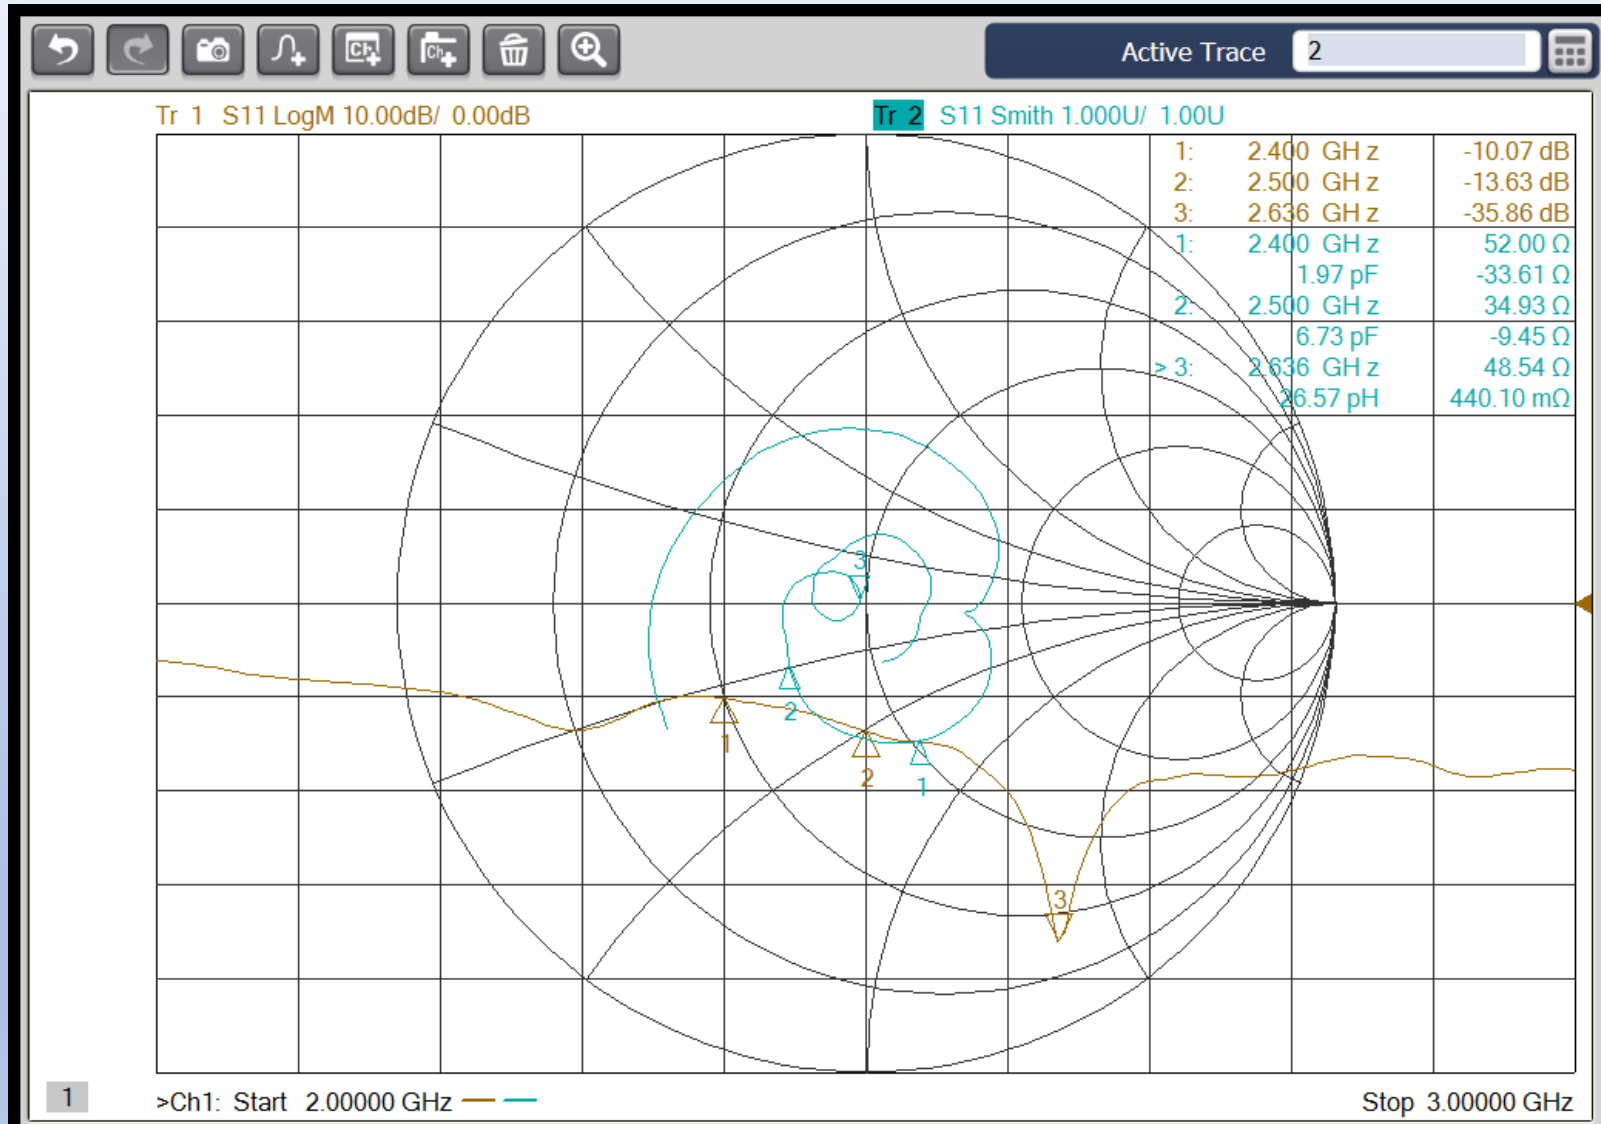 Ch
Ch
Active Trace 2
Tr 1 S11 LogM 10.00dB/ 0.00dB
Tr 2 S11 Smith 1.000U/ 1.00U
1: 2.400 GHz -10.07 dB
2: 2.500 GHz -13.63 dB
3: 2.636 GHz -35.86 dB
1: 2.400 GHz 52.00 Ω
1.97 pF -33.61 Ω
2: 2.500 GHz 34.93 Ω
6.73 pF -9.45 Ω
> 3: 2.636 GHz 48.54 Ω
26.57 pH 440.10 mΩ
3
2
1
2
1
3
1
>Ch1: Start 2.00000 GHz
Stop 3.00000 GHz